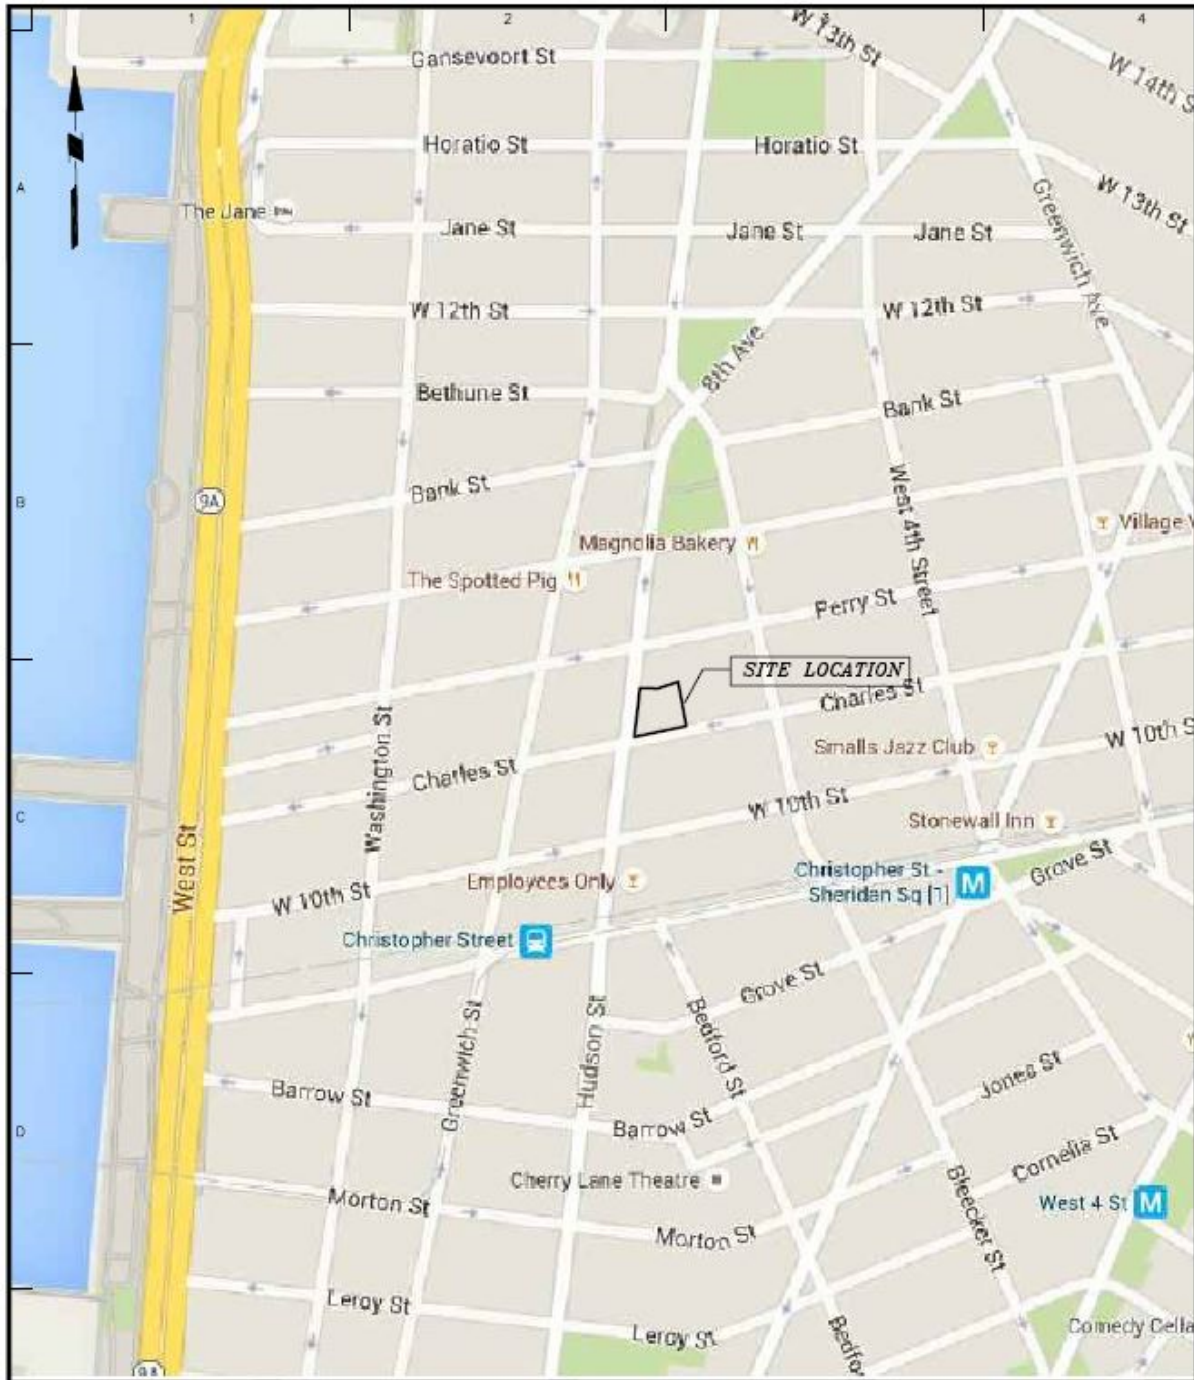 1
2
4
W 13th St
Gansevoort St
W 14th S
Horatio St
Horatio St
A
W 13th St
The Jane
Greenwich Ave
Jane St
Jane St
Jane St
W 12th St
W 12th St
8th Ave
Bethune St
Bank St
Bank St
West 4th Street
B
9A
Village V
Magnolia Bakery
The Spotted Pig
Perry St
SITE LOCATION
Charles St
Washington St
Charles St
Smalls Jazz Club
W 10th S
W 10th St
C
Stonewall Inn
West St
Grove St
Christopher St -
Sheridan Sq [1]
M
Employees Only
W 10th St
Christopher Street
Grove St
Bedford St
Hudson St
Greenwich St
Jones St
Barrow St
Barrow St
D
Cornelia St
Cherry Lane Theatre
Bleecker St
West 4 St
M
Morton St
Morton St
Leroy St
Leroy St
Comedy Cella
Bedfo
9A